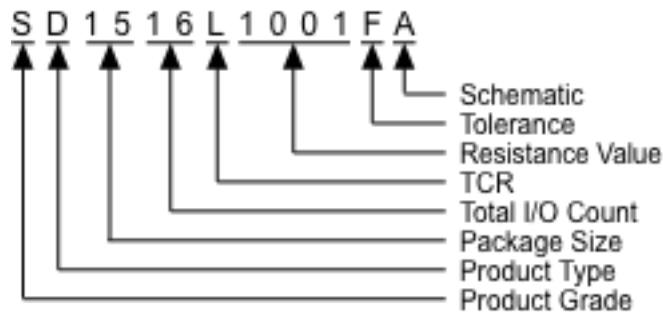 S D 1 5 1 6 L 1 0 0 1 F A
Schematic
Tolerance
Resistance Value
TCR
Total I/O Count
Package Size
Product Type
Product Grade